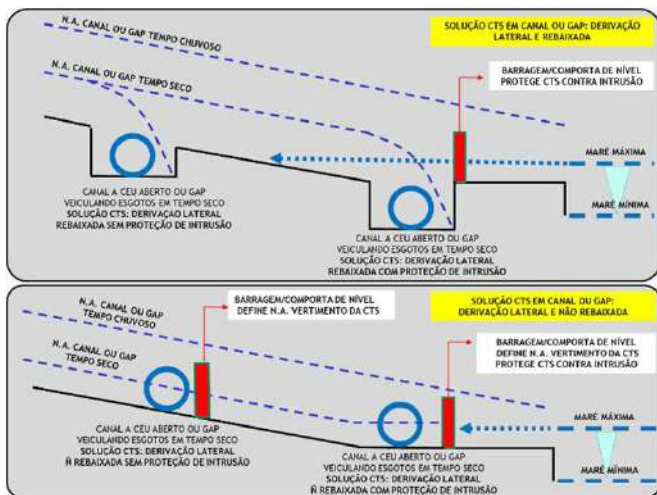 N.A. CANAL OU GAP TEMPO CHUVOSO
SOLUÇÃO CTS EM CANAL OU GAP: DERIVAÇÃO
LATERAL E REBAIXADA
N.A. CANAL OU GAP TEMPO SECO
BARRAGEM/COMPORTA DE NÍVEL
PROTEGE CTS CONTRA INTRUSÃO
MARÉ MÁXIMA
MARÉ MÍNIMA
CANAL A CEU ABERTO OU GAP
VEICULANDO ESGOTOS EM TEMPO SECO
SOLUÇÃO CTS: DERIVAÇAO LATERAL
REBAIXADA SEM PROTEÇÃO DE INTRUSÃO
CANAL A CEU ABERTO OU GAP
VEICULANDO ESGOTOS EM TEMPO SECO
SOLUÇÃO CTS: DERIVAÇÃO LATERAL
REBAIXADA COM PROTEÇÃO DE INTRUSÃO
BARRAGEM/COMPORTA DE NÍVEL
DEFINE N.A. VERTIMENTO DA CTS
SOLUÇÃO CTS EM CANAL OU GAP:
DERIVAÇÃO LATERAL E NÃO REBAIXADA
N.A. CANAL OU GAP
TEMPO CHUVOSO
BARRAGEM/COMPORTA DE NÍVEL
DEFINE N.A. VERTIMENTO DA CTS
PROTEGE CTS CONTRA INTRUSÃO
N.A. CANAL OU GAP
TEMPO SECO
MARÉ MÁXIMA
MARÉ MÍNIMA
CANAL A CEU ABERTO OU GAP
VEICULANDO ESGOTOS EM TEMPO SECO
SOLUÇÃO CTS: DERIVAÇÃO LATERAL
Ñ REBAIXADA SEM PROTEÇÃO DE INTRUSÃO
CANAL A CEU ABERTO OU GAP
VEICULANDO ESGOTOS EM TEMPO SECO
SOLUÇÃO CTS: DERIVAÇÃO LATERAL
Ñ REBAIXADA COM PROTEÇÃO DE INTRUSÃO